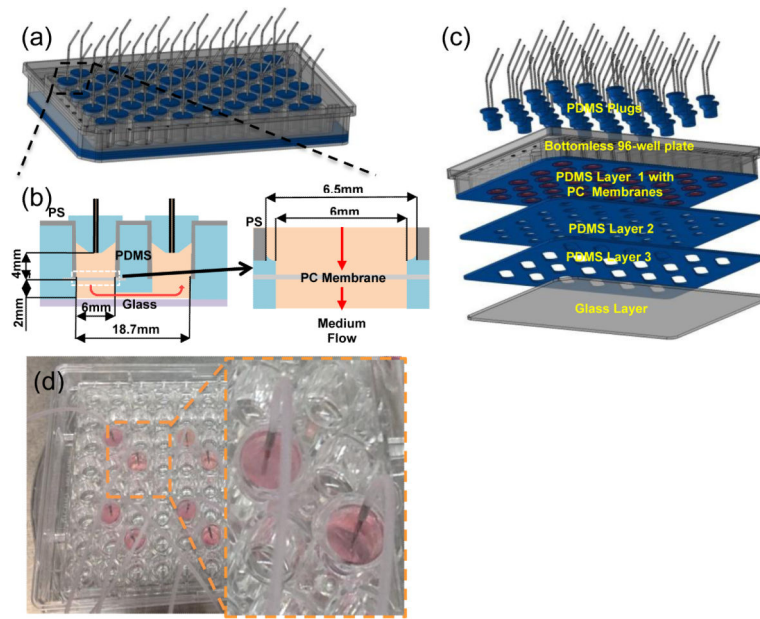 (a)
(b)
PS
PDMS
4mm
2mm
Glass
6mm
18.7mm
6.5mm
PS
6mm
PC Membrane
Medium
Flow
(c)
PDMS Plugs
Bottomless 96-well plate
PDMS Layer 1 with
PC Membranes
PDMS Layer 2
PDMS Layer 3
Glass Layer
(d)